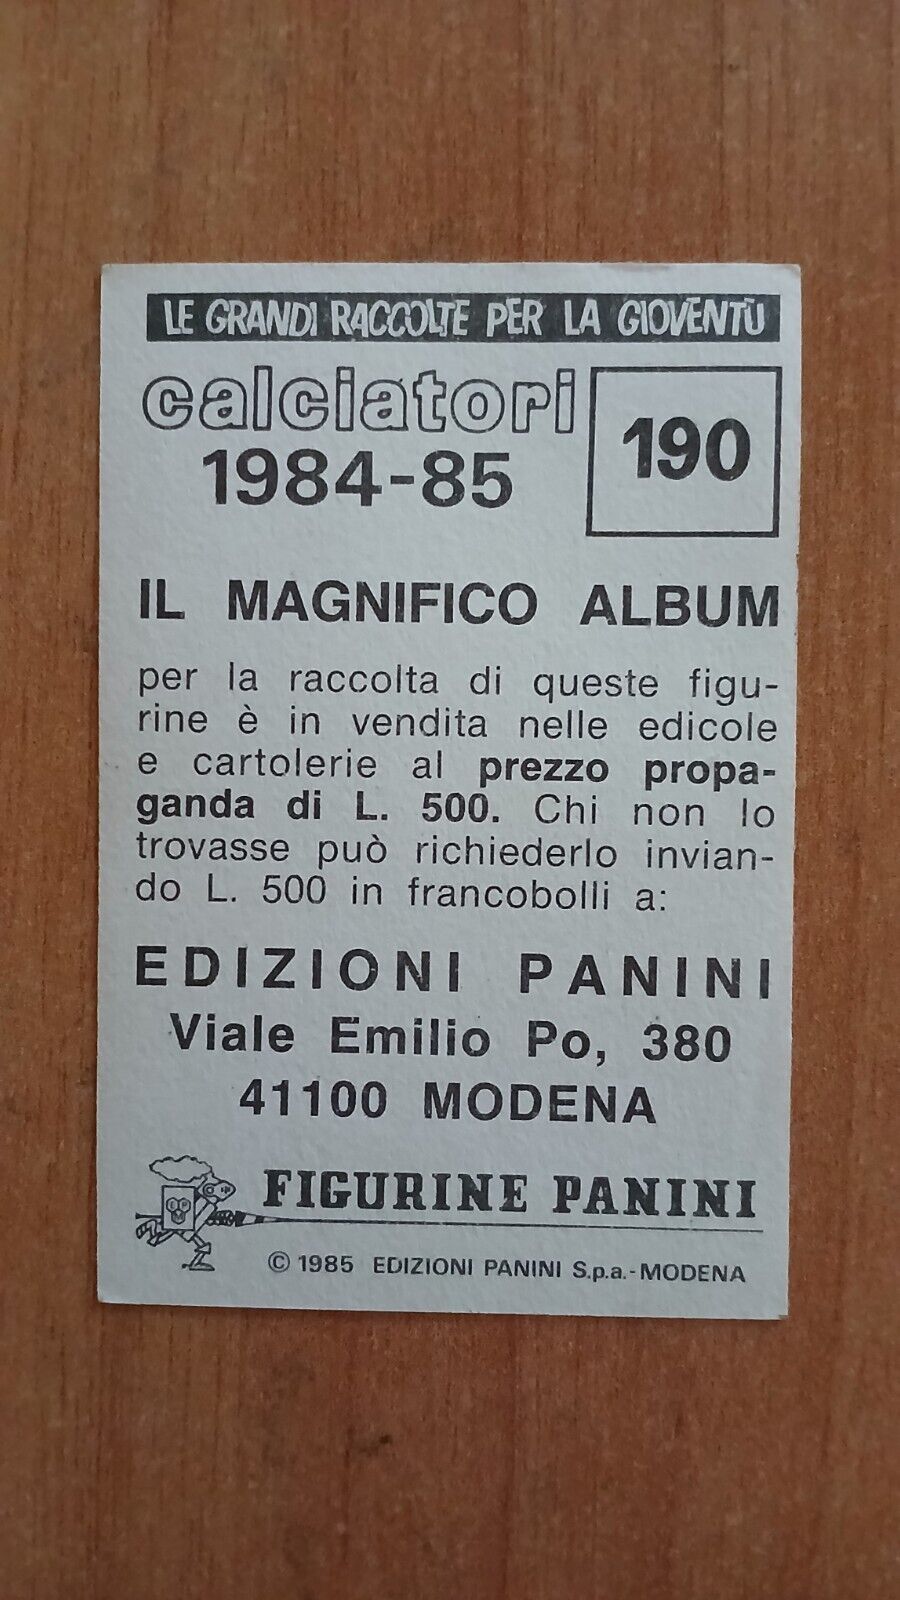 LE GRANDI RACCOLTE PER LA GIOVENTÙ
calciatori
1984-85
190
IL MAGNIFICO ALBUM
per la raccolta di queste figu-
rine è in vendita nelle edicole
e cartolerie al prezzo propa-
ganda di L. 500. Chi non lo
trovasse può richiederlo invian-
do L. 500 in francobolli a:
EDIZIONI PANINI
Viale Emilio Po, 380
41100 MODENA
FIGURINE PANINI
© 1985 EDIZIONI PANINI S.p.a.-MODENA